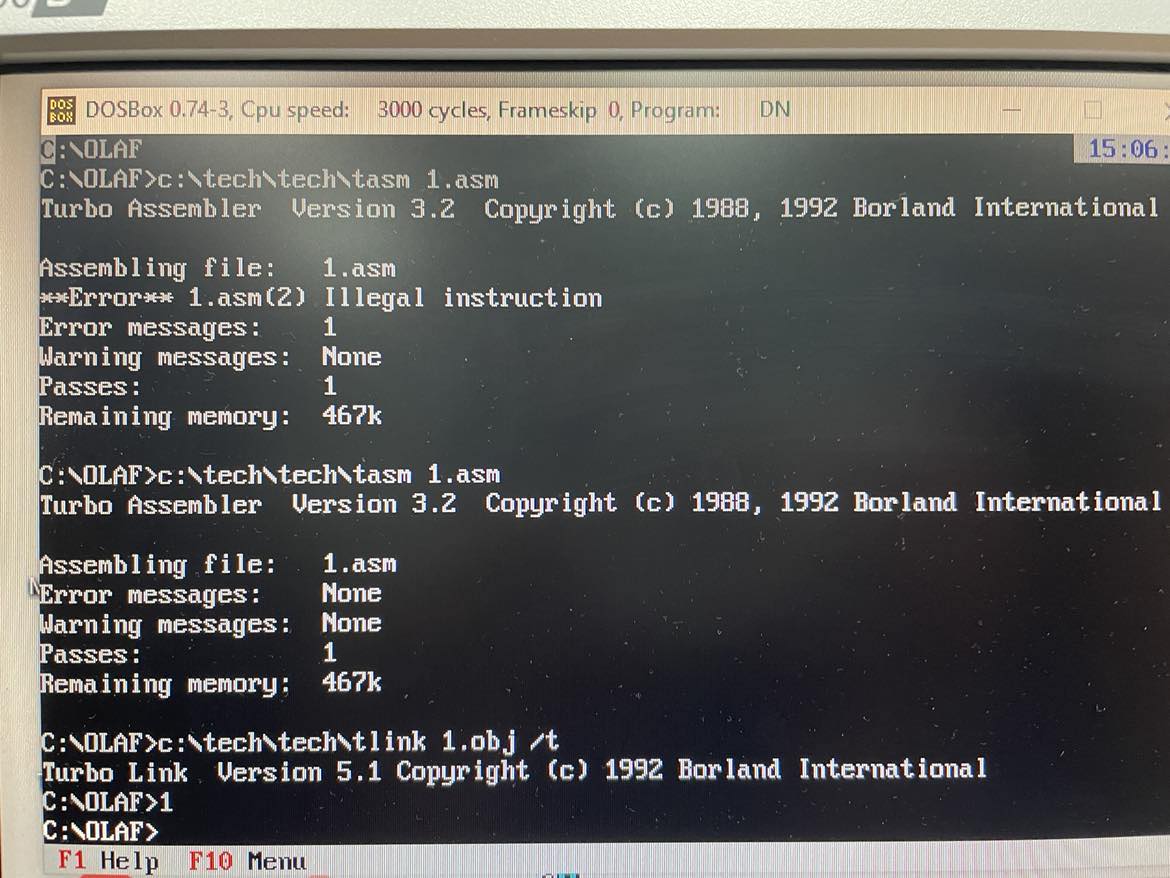 DOS
BOX
DOSBox 0.74-3, Cpu speed: 3000 cycles, Frameskip 0, Program: DN
C:\OLAF
15:06:
C:\OLAF>c:\tech\tech\tasm 1.asm
Turbo Assembler Version 3.2 Copyright (c) 1988, 1992 Borland International
Assembling file: 1.asm
**Error** 1.asm(2) Illegal instruction
Error messages: 1
Warning messages: None
Passes: 1
Remaining memory: 467k
C:\OLAF>c:\tech\tech\tasm 1.asm
Turbo Assembler Version 3.2 Copyright (c) 1988, 1992 Borland International
Assembling file: 1.asm
Error messages: None
Warning messages: None
Passes: 1
Remaining memory: 467k
C:\OLAF>c:\tech\tech\tlink 1.obj /t
Turbo Link Version 5.1 Copyright (c) 1992 Borland International
C:\OLAF>1
C:\OLAF>
F1 Help F10 Menu